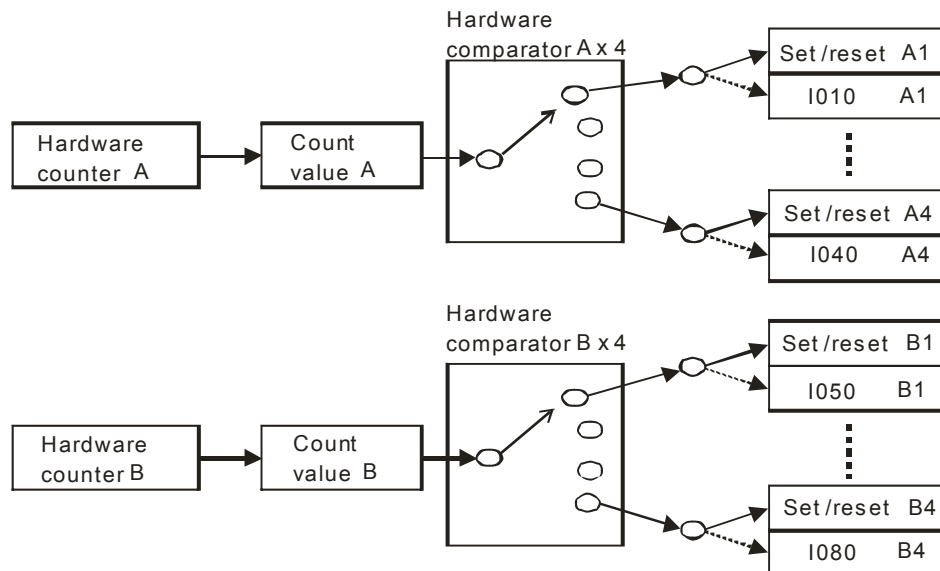 Hardware
comparator A x 4
Set/reset A1
I010 A1
Hardware
counter A
Count
value A
Set/reset A4
I040 A4
Hardware
comparator B x 4
Set/reset B1
I050 B1
Hardware
counter B
Count
value B
Set/reset B4
I080 B4